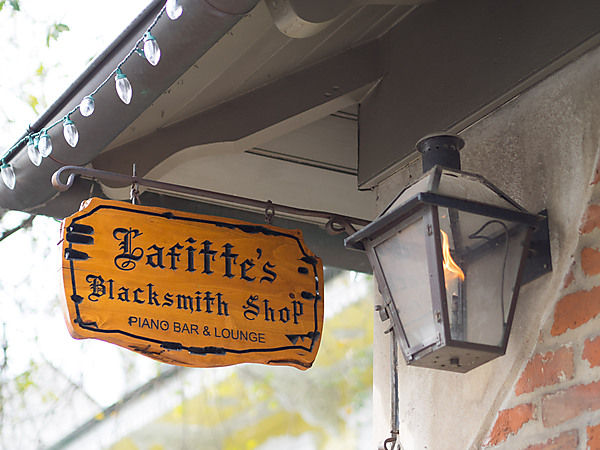 Lafitte's
Blacksmith Shop
PIANO BAR & LOUNGE